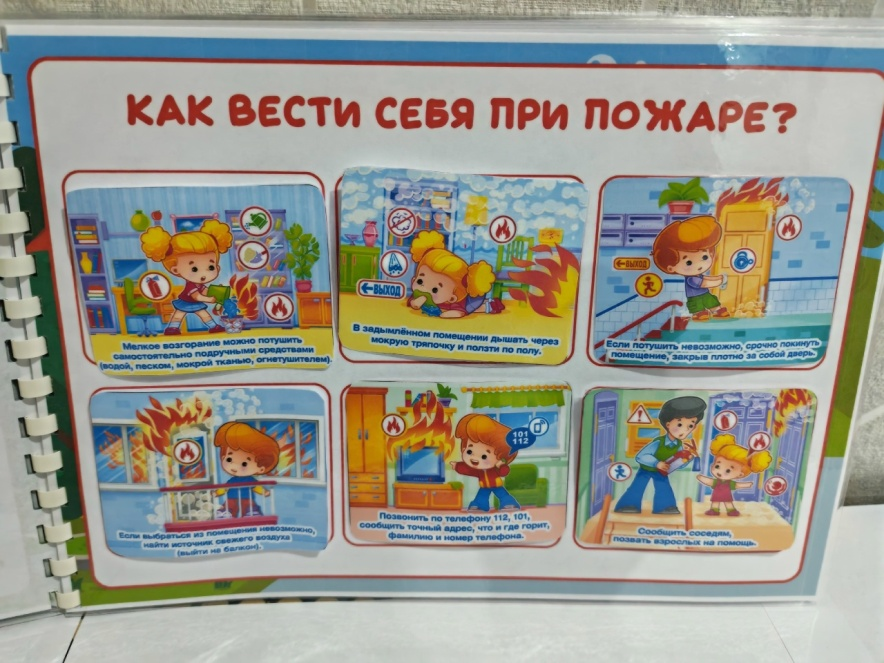 КАК ВЕСТИ СЕБЯ ПРИ ПОЖАРЕ?
Мелкое возгорание можно потушить
самостоятельно подручными средствами
(водой, песком, мокрой тканью, огнетушителем).
←ВЫХОД
В задымлённом помещении дышать через
мокрую тряпочку и ползти по полу.
←ВЫХОД
Если потушить невозможно, срочно покинуть
помещение, закрыв плотно за собой дверь.
Если выбраться из помещения невозможно,
найти источник свежего воздуха
(выйти на балкон).
101
112
Позвонить по телефону 112, 101,
сообщить точный адрес, что и где горит,
фамилию и номер телефона.
Сообщить соседям,
позвать взрослых на помощь.